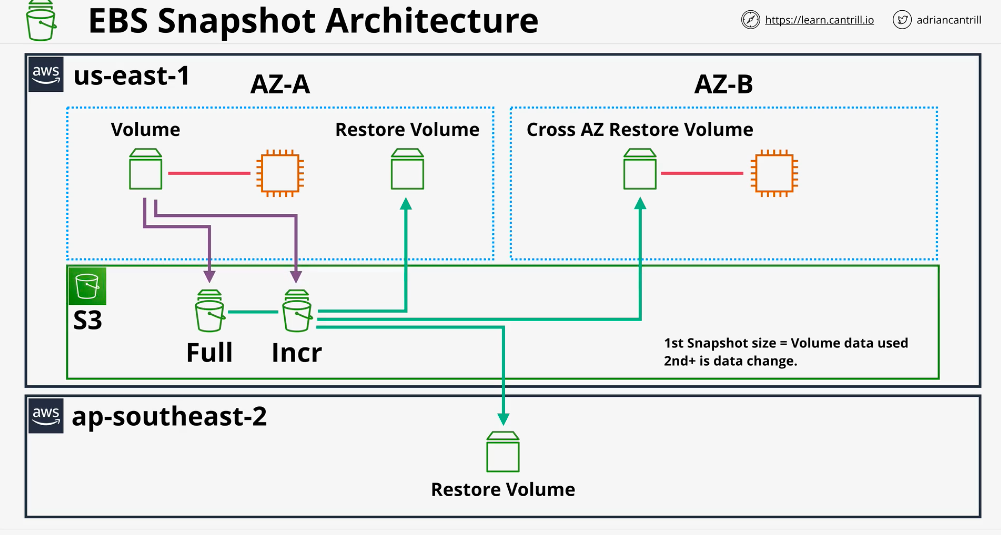 EBS Snapshot Architecture
https://learn.cantrill.io
adriancantrill
aws
us-east-1
AZ-A
AZ-B
Volume
Restore Volume
Cross AZ Restore Volume
S3
Full
Incr
1st Snapshot size = Volume data used
2nd+ is data change.
aws
ap-southeast-2
Restore Volume